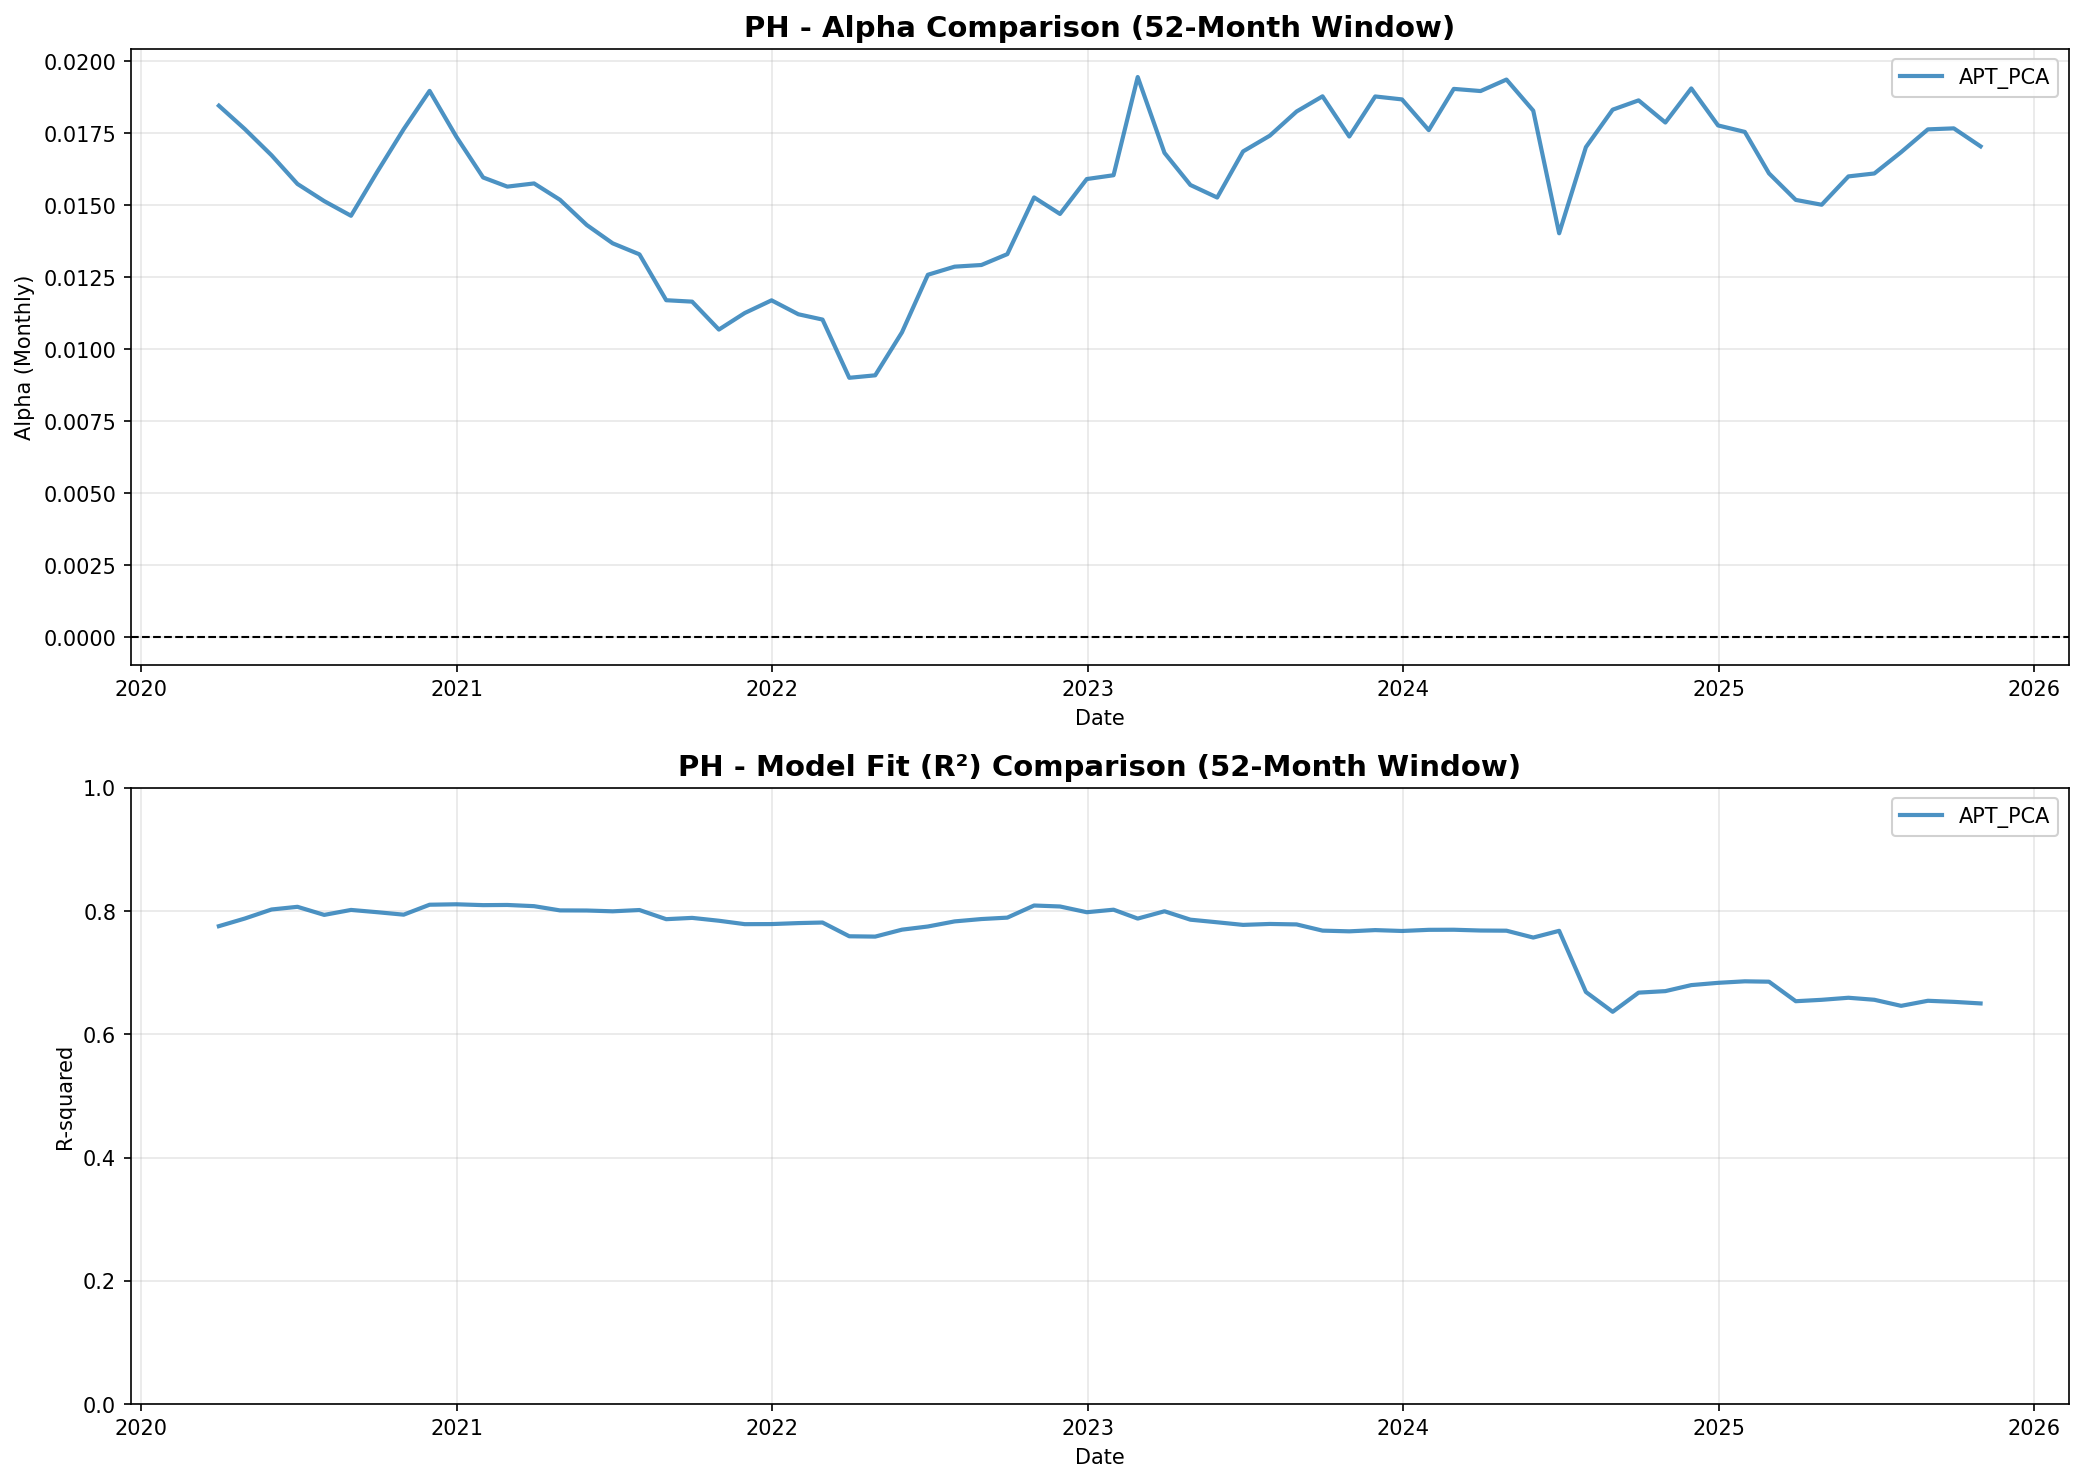 PH - Alpha Comparison (52-Month Window)
Alpha (Monthly)
0.0200
0.0175
0.0150
0.0125
0.0100
0.0075
0.0050
0.0025
0.0000
APT_PCA
2020 2021 2022 2023 2024 2025 2026
Date
PH - Model Fit (R²) Comparison (52-Month Window)
R-squared
1.0
0.8
0.6
0.4
0.2
0.0
APT_PCA
2020 2021 2022 2023 2024 2025 2026
Date